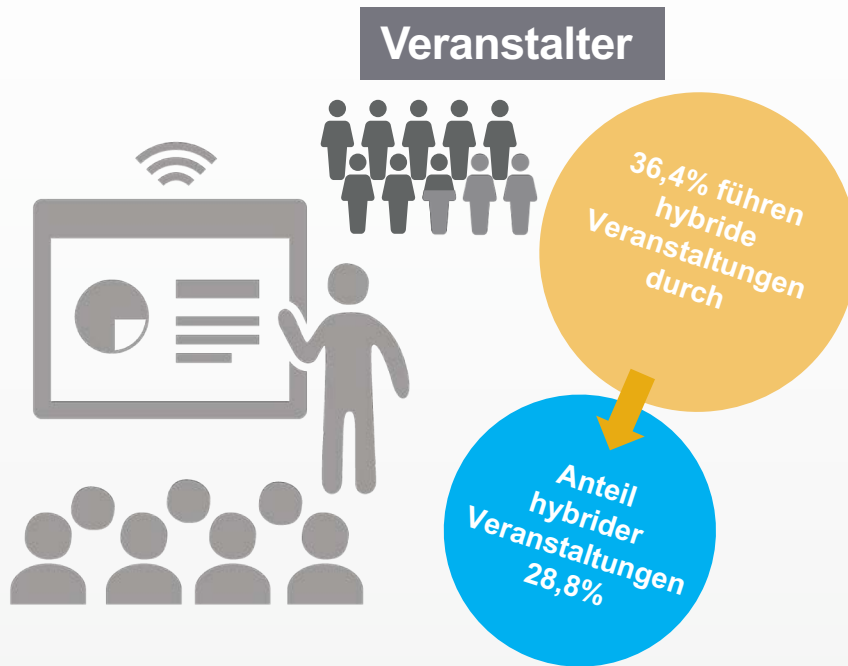 Veranstalter
36,4% führen
hybride
Veranstaltungen
durch
Anteil
hybrider
Veranstaltungen
28,8%